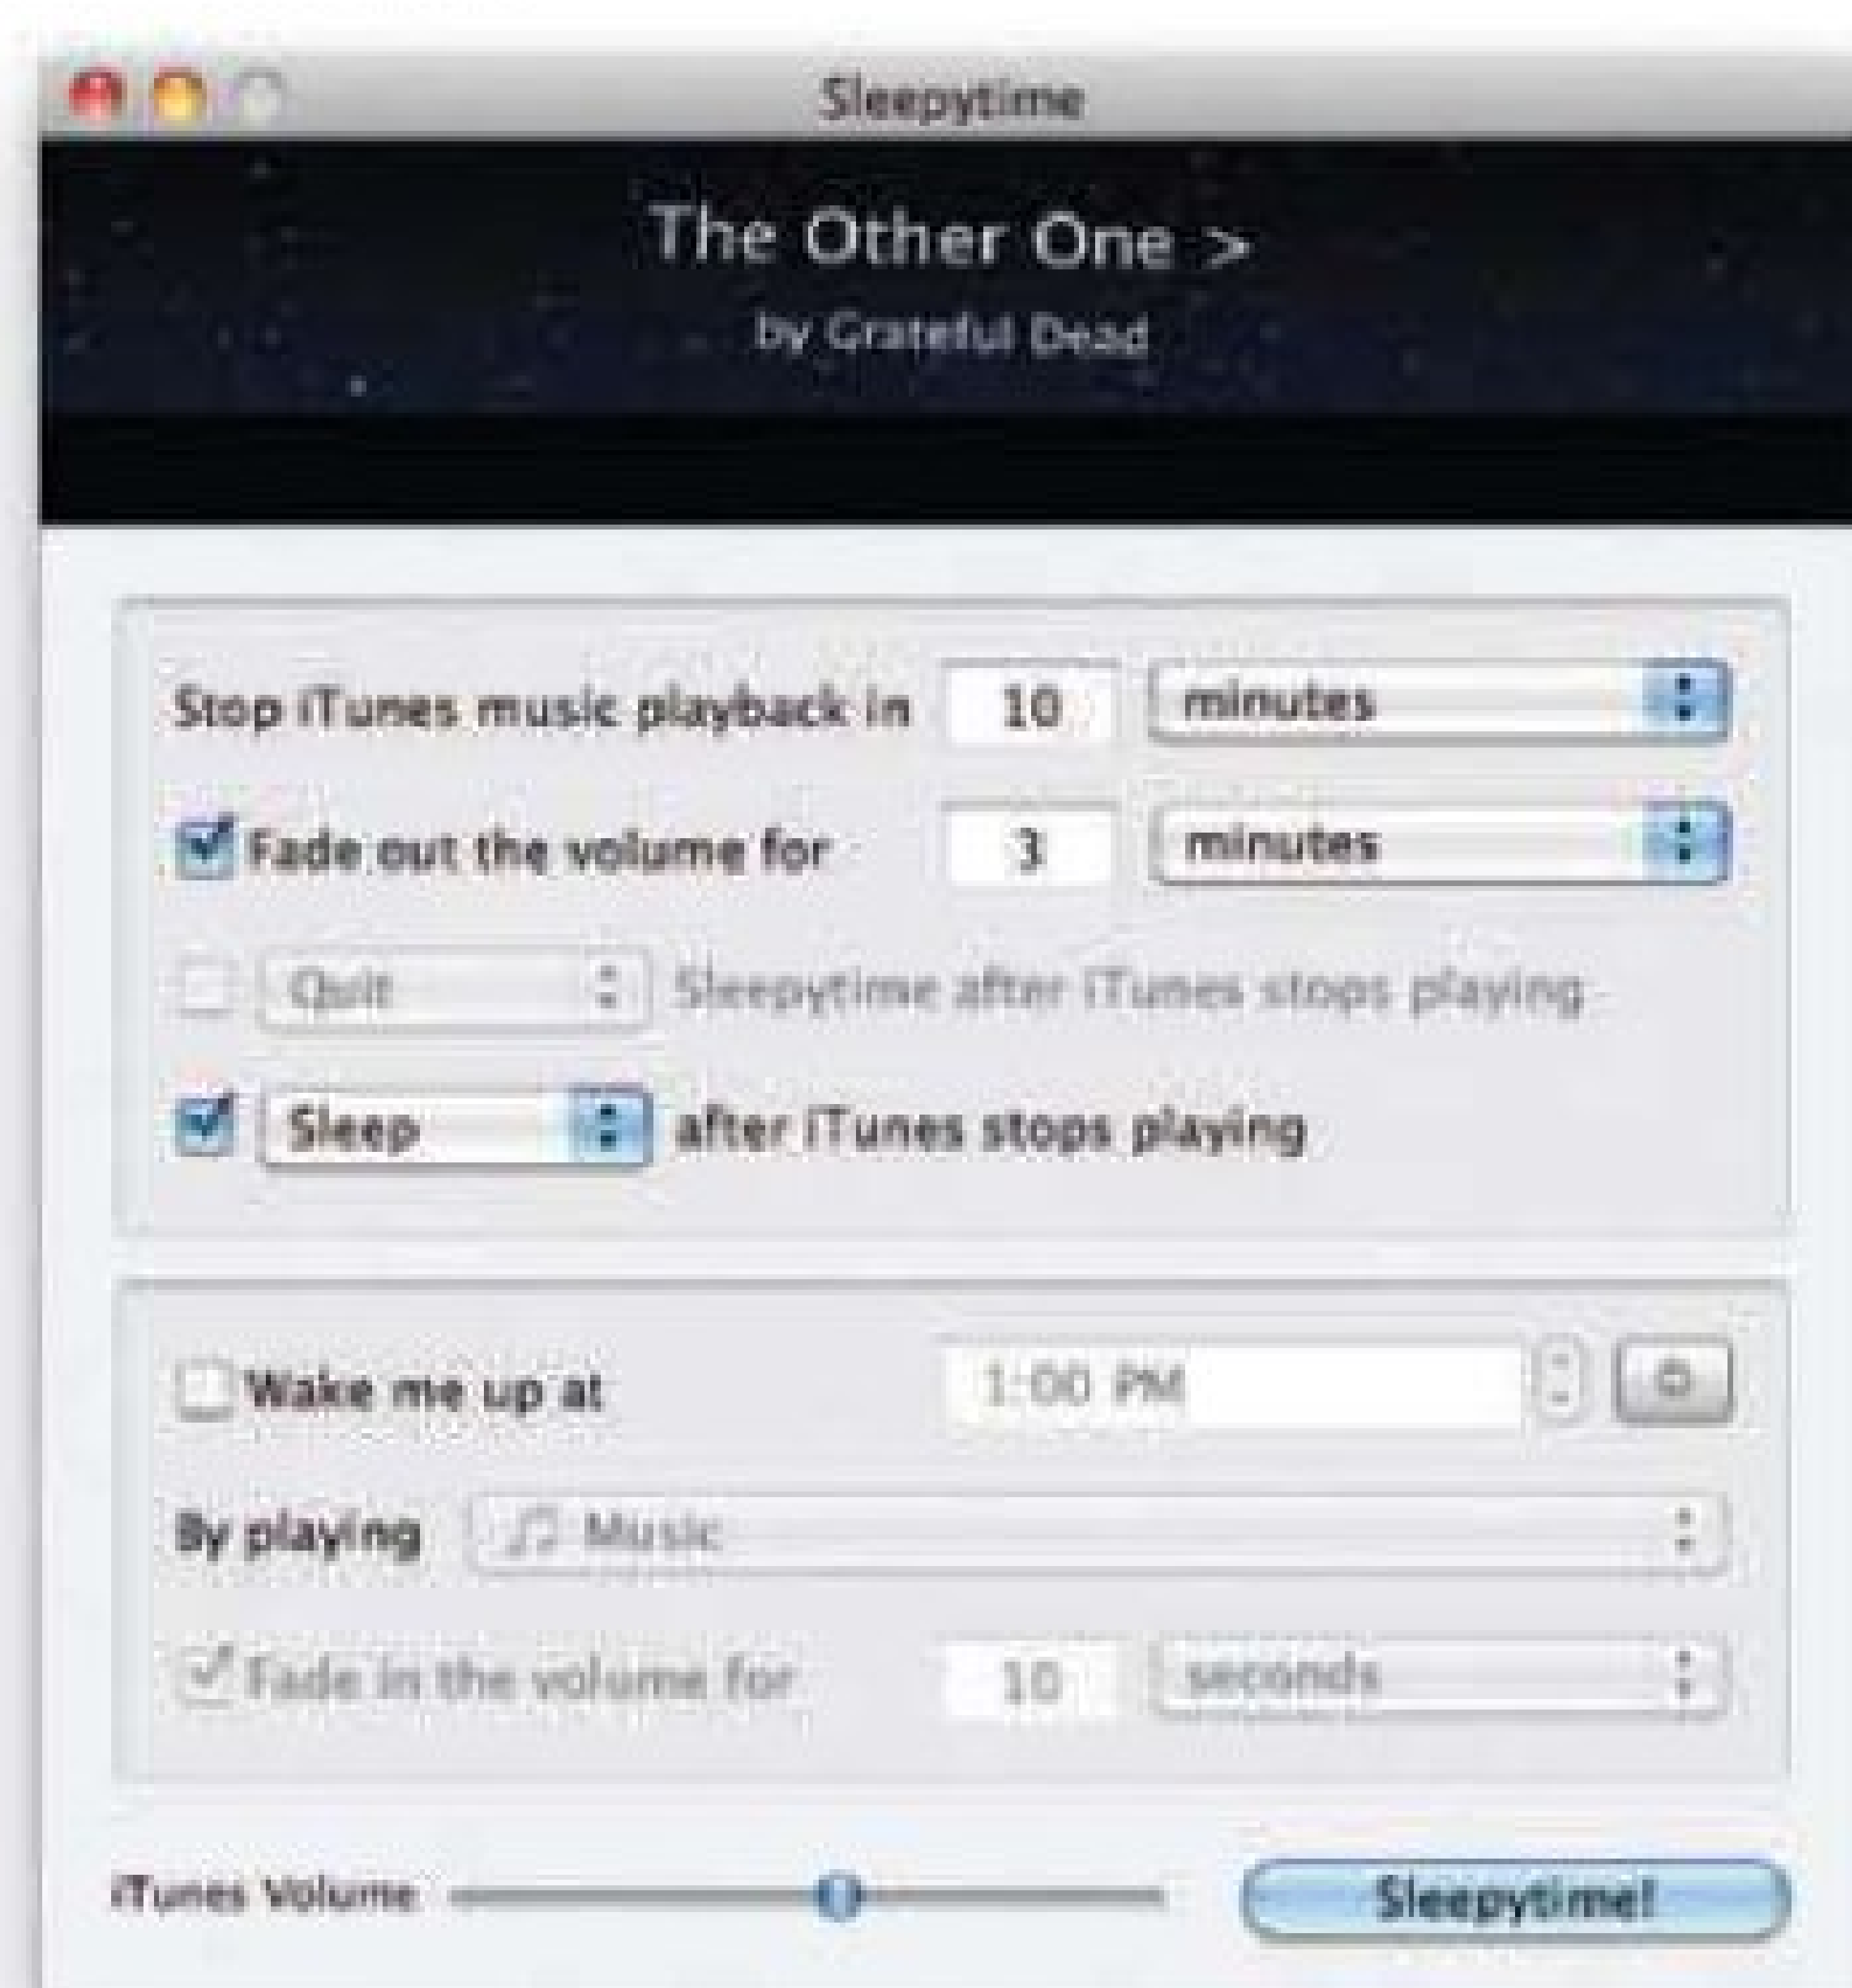 Sleepytime
The Other One >
by Grateful Dead
Stop iTunes music playback in 10 minutes
Fade out the volume for 3 minutes
Quit Sleepytime after iTunes stops playing
Sleep after iTunes stops playing
Wake me up at 1:00 PM
By playing Music
Fade in the volume for 10 seconds
iTunes Volume Sleepytime!